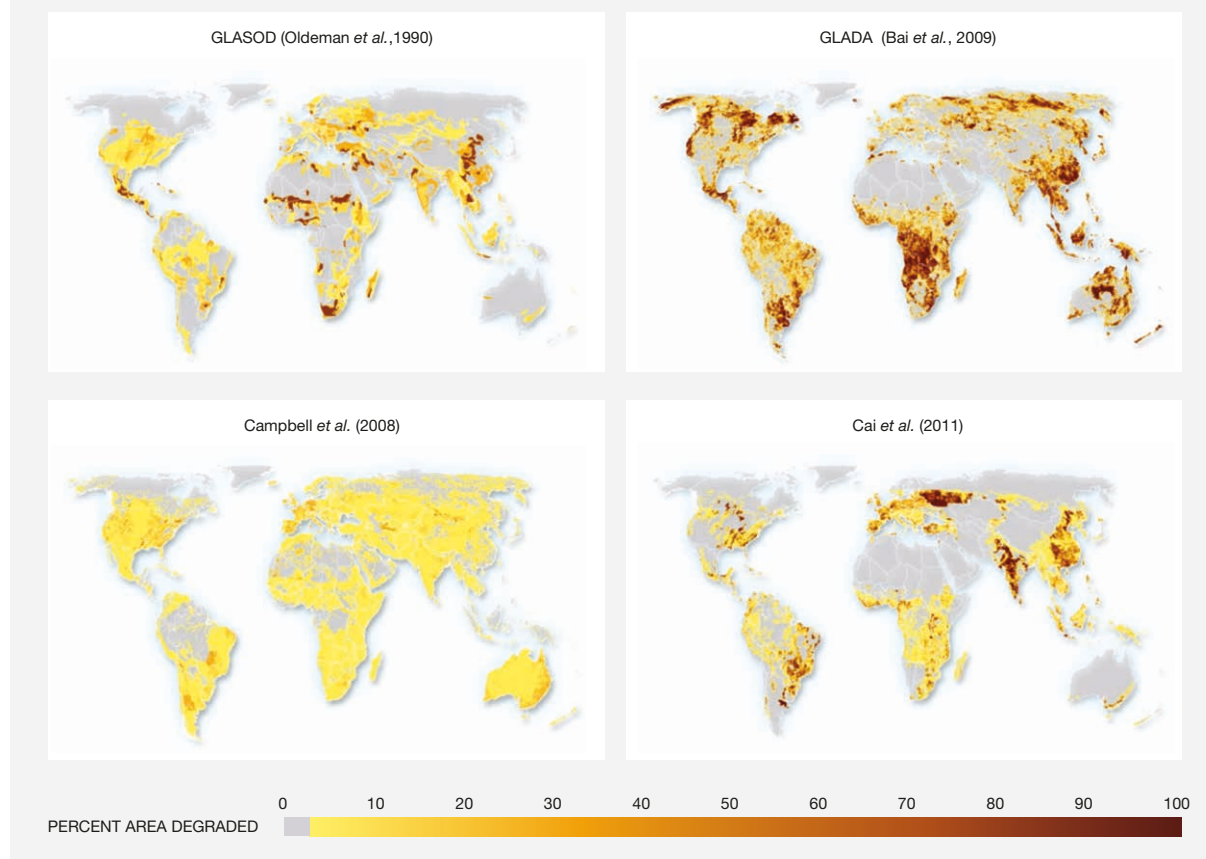 GLASOD (Oldeman et al.,1990)
GLADA (Bai et al., 2009)
Campbell et al. (2008)
Cai et al. (2011)
0 10 20 30 40 50 60 70 80 90 100
PERCENT AREA DEGRADED